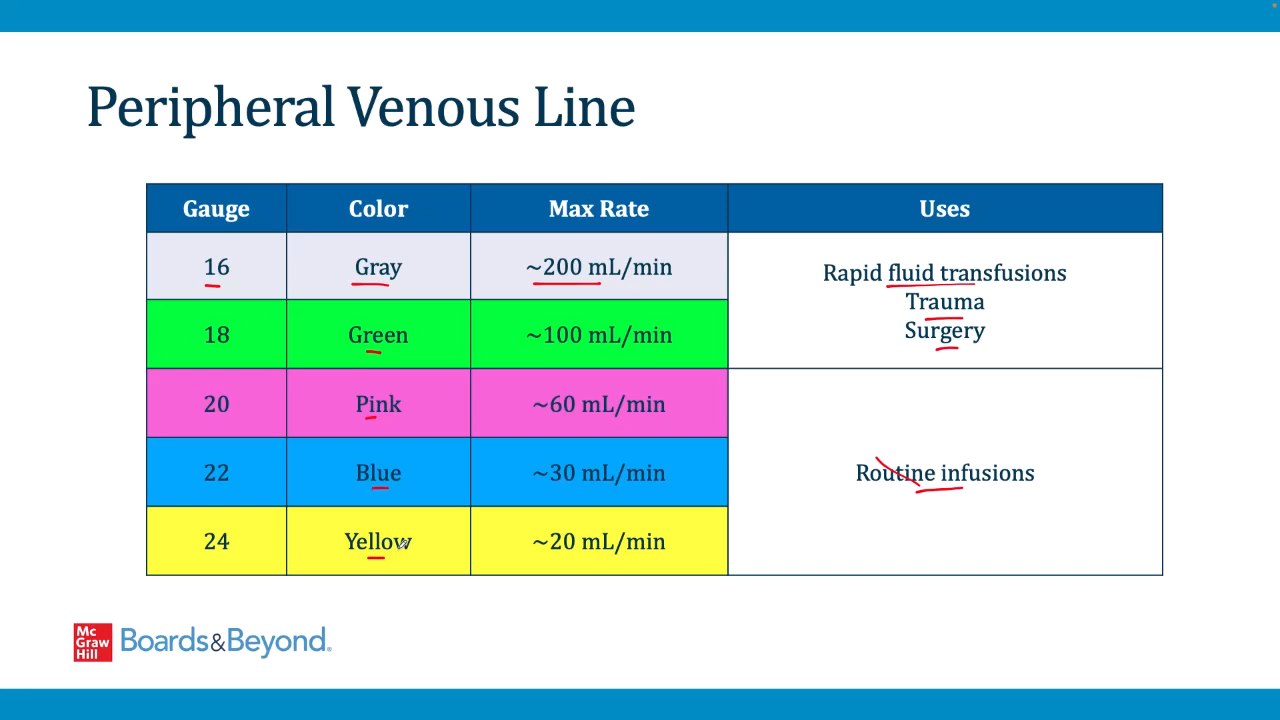 Peripheral Venous Line
Gauge Color Max Rate Uses
16 Gray ~200 mL/min
18 Green ~100 mL/min
Rapid fluid transfusions
Trauma
Surgery
20 Pink ~60 mL/min
22 Blue ~30 mL/min
24 Yellow ~20 mL/min
Routine infusions
Mc
Graw
Hill
Boards&Beyond®